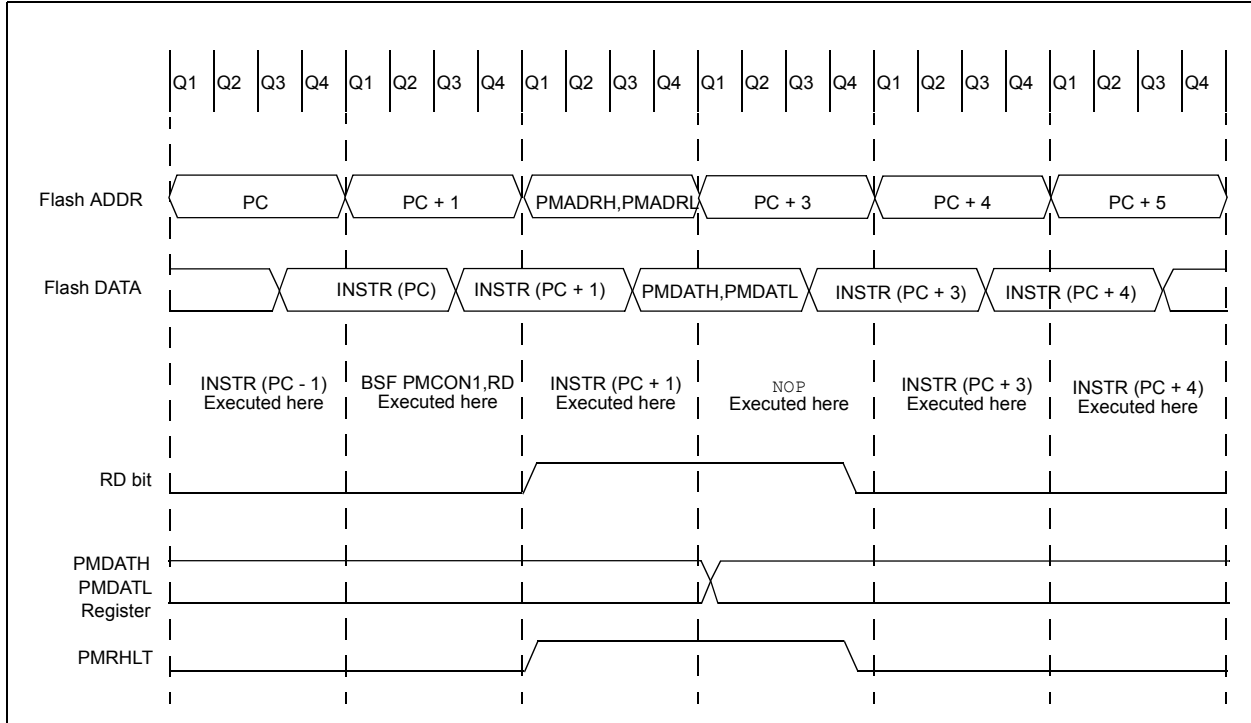 Q1 Q2 Q3 Q4 Q1 Q2 Q3 Q4 Q1 Q2 Q3 Q4 Q1 Q2 Q3 Q4 Q1 Q2 Q3 Q4 Q1 Q2 Q3 Q4
Flash ADDR PC PC + 1 PMADRH,PMADRL PC + 3 PC + 4 PC + 5
Flash DATA INSTR (PC) INSTR (PC + 1) PMDATH,PMDATL INSTR (PC + 3) INSTR (PC + 4)
INSTR (PC - 1)
Executed here
BSF PMCON1,RD
Executed here
INSTR (PC + 1)
Executed here
NOP
Executed here
INSTR (PC + 3)
Executed here
INSTR (PC + 4)
Executed here
RD bit
PMDATH
PMDATL
Register
PMRHLT